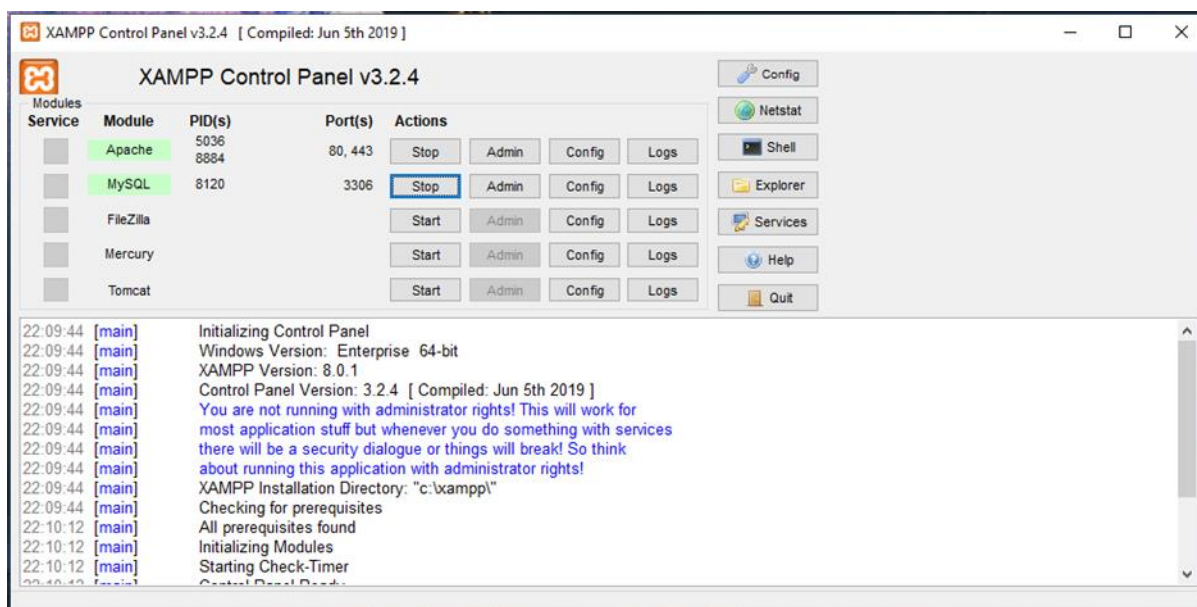 XAMPP Control Panel v3.2.4 [ Compiled: Jun 5th 2019 ]
XAMPP Control Panel v3.2.4
Config
Modules
Service Module PID(s) Port(s) Actions
Netstat
Apache 5036 8884 80, 443 Stop Admin Config Logs
Shell
MySQL 8120 3306 Stop Admin Config Logs
Explorer
FileZilla Start Admin Config Logs
Services
Mercury Start Admin Config Logs
Help
Tomcat Start Admin Config Logs
Quit
22:09:44 [main] Initializing Control Panel
22:09:44 [main] Windows Version: Enterprise 64-bit
22:09:44 [main] XAMPP Version: 8.0.1
22:09:44 [main] Control Panel Version: 3.2.4 [ Compiled: Jun 5th 2019 ]
22:09:44 [main] You are not running with administrator rights! This will work for
22:09:44 [main] most application stuff but whenever you do something with services
22:09:44 [main] there will be a security dialogue or things will break! So think
22:09:44 [main] about running this application with administrator rights!
22:09:44 [main] XAMPP Installation Directory: "c:\xampp\"
22:09:44 [main] Checking for prerequisites
22:10:12 [main] All prerequisites found
22:10:12 [main] Initializing Modules
22:10:12 [main] Starting Check-Timer
22:10:12 [main] Control Panel Ready